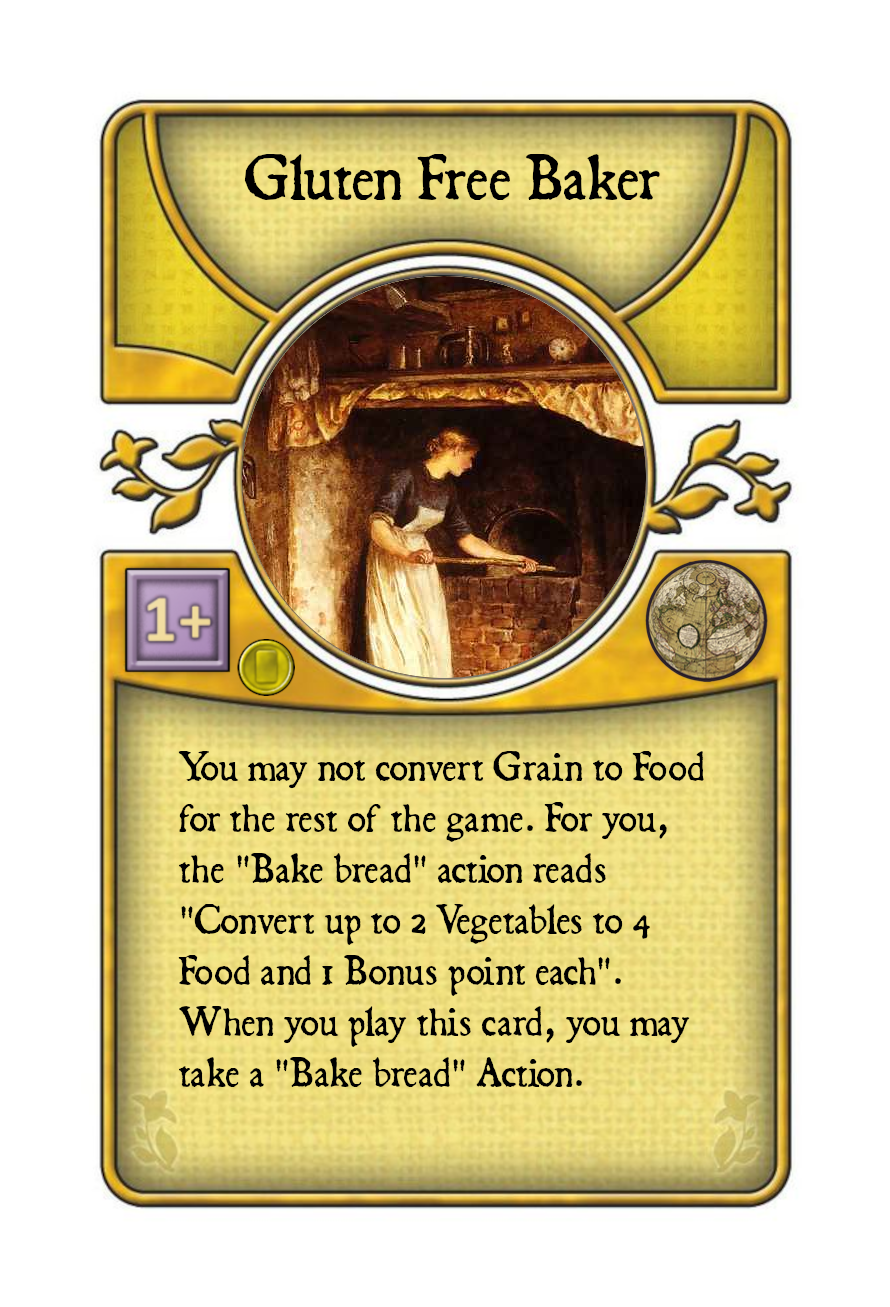 Gluten Free Baker
1+
You may not convert Grain to Food
for the rest of the game. For you,
the "Bake bread" action reads
"Convert up to 2 Vegetables to 4
Food and 1 Bonus point each".
When you play this card, you may
take a "Bake bread" Action.